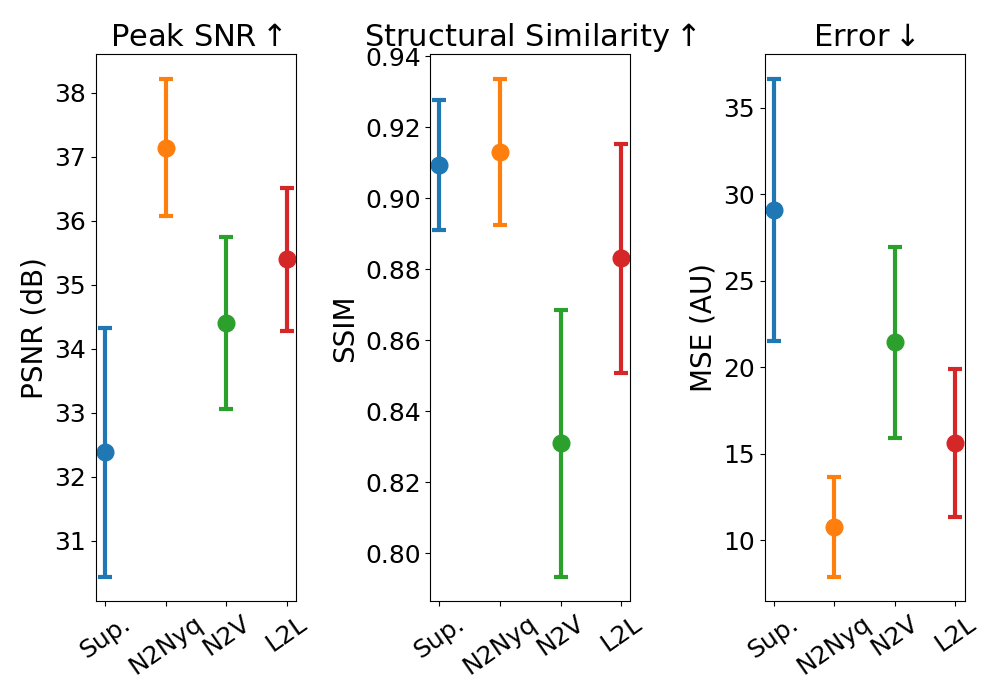 Peak SNR ↑
PSNR (dB)
38
37
36
35
34
33
32
31
Sup.
N2Nyq
N2V
L2L
Structural Similarity ↑
SSIM
0.94
0.92
0.90
0.88
0.86
0.84
0.82
0.80
Sup.
N2Nyq
N2V
L2L
Error ↓
MSE (AU)
35
30
25
20
15
10
Sup.
N2Nyq
N2V
L2L